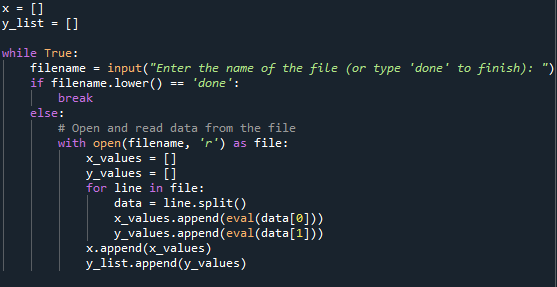 x = []
y_list = []

while True:
    filename = input("Enter the name of the file (or type 'done' to finish): ")
    if filename.lower() == 'done':
        break
    else:
        # Open and read data from the file
        with open(filename, 'r') as file:
            x_values = []
            y_values = []
            for line in file:
                data = line.split()
                x_values.append(eval(data[0]))
                y_values.append(eval(data[1]))
            x.append(x_values)
            y_list.append(y_values)